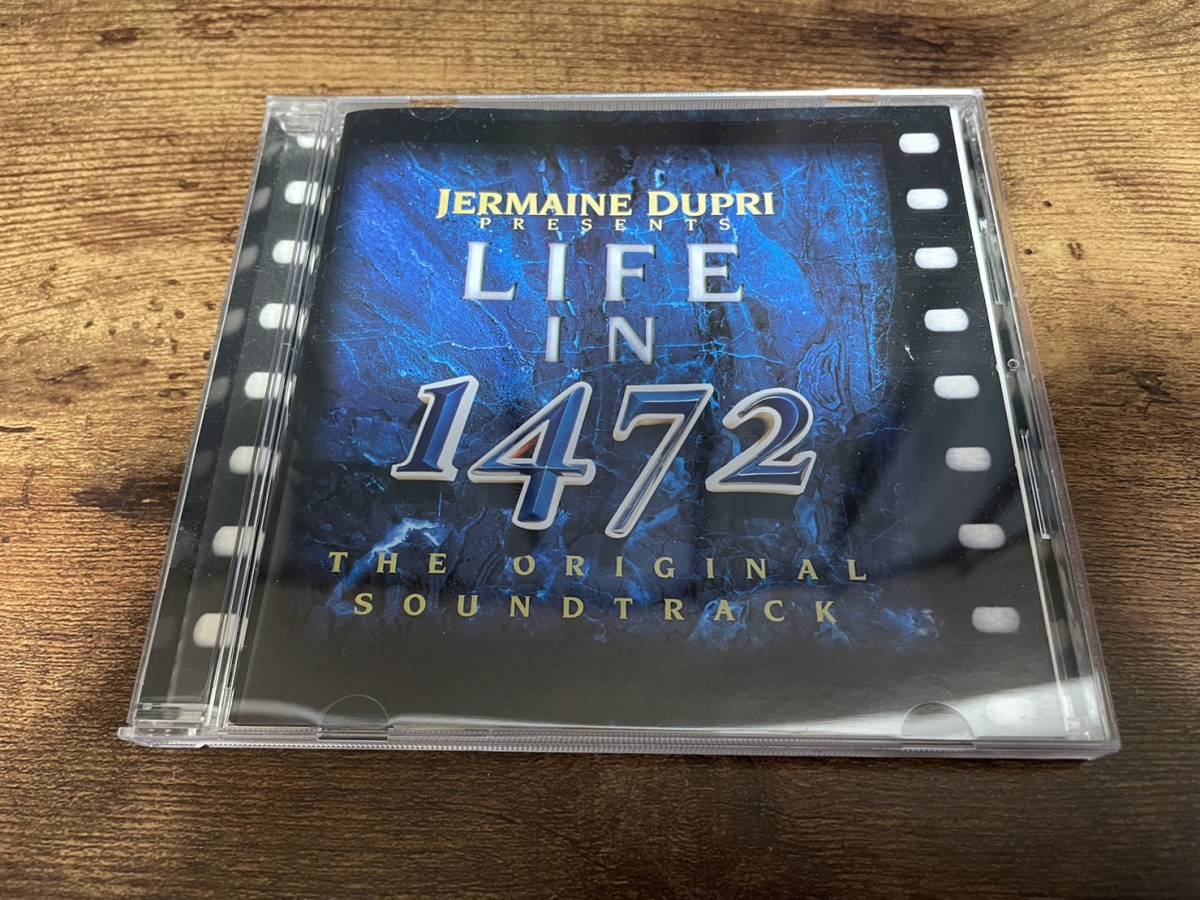 JERMAINE DUPRI
PRESENTS
LIFE
IN
1472
THE ORIGINAL
SOUNDTRACK